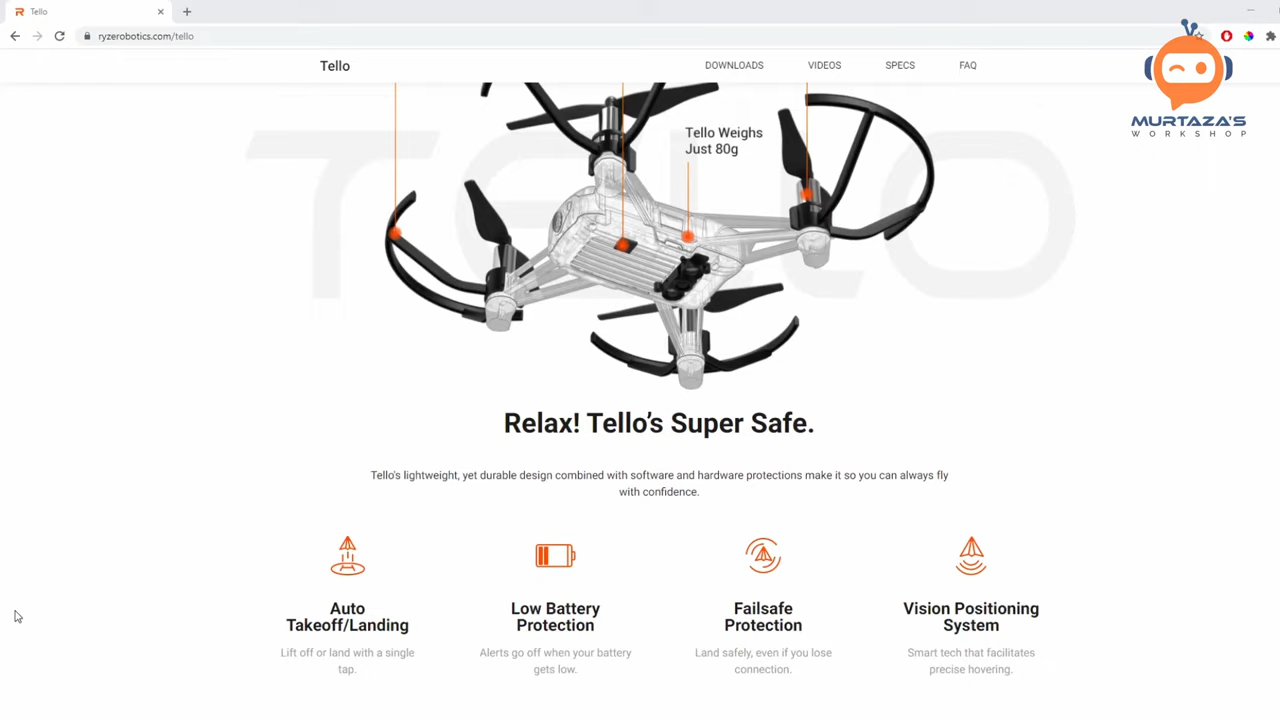 Tello
ryzerobotics.com/tello
Tello
DOWNLOADS
VIDEOS
SPECS
FAQ
MURTAZA'S
WORKSHOP
TELLO
Tello Weighs
Just 80g
Relax! Tello's Super Safe.
Tello's lightweight, yet durable design combined with software and hardware protections make it so you can always fly
with confidence.
Auto
Takeoff/Landing
Lift off or land with a single
tap.
Low Battery
Protection
Alerts go off when your battery
gets low.
Failsafe
Protection
Land safely, even if you lose
connection.
Vision Positioning
System
Smart tech that facilitates
precise hovering.